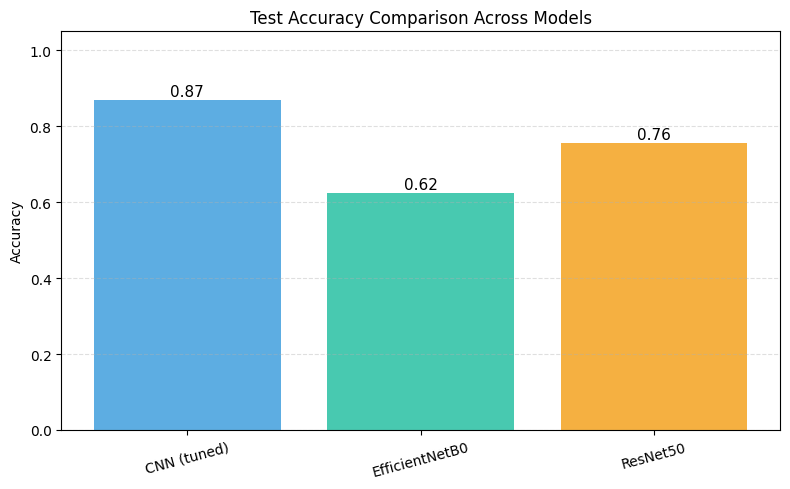 Test Accuracy Comparison Across Models
Accuracy
1.0
0.8
0.6
0.4
0.2
0.0
0.87
0.62
0.76
CNN (tuned)
EfficientNetB0
ResNet50